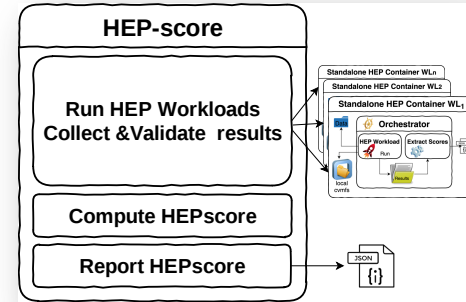 HEP-score
Run HEP Workloads
Collect &Validate results
Compute HEPscore
Report HEPscore
Standalone HEP Container WLn
Standalone HEP Container WL2
Standalone HEP Container WL1
Orchestrator
Data
HEP Workload
Run
Extract Scores
Results
local
cvmfs
JSON
{i}